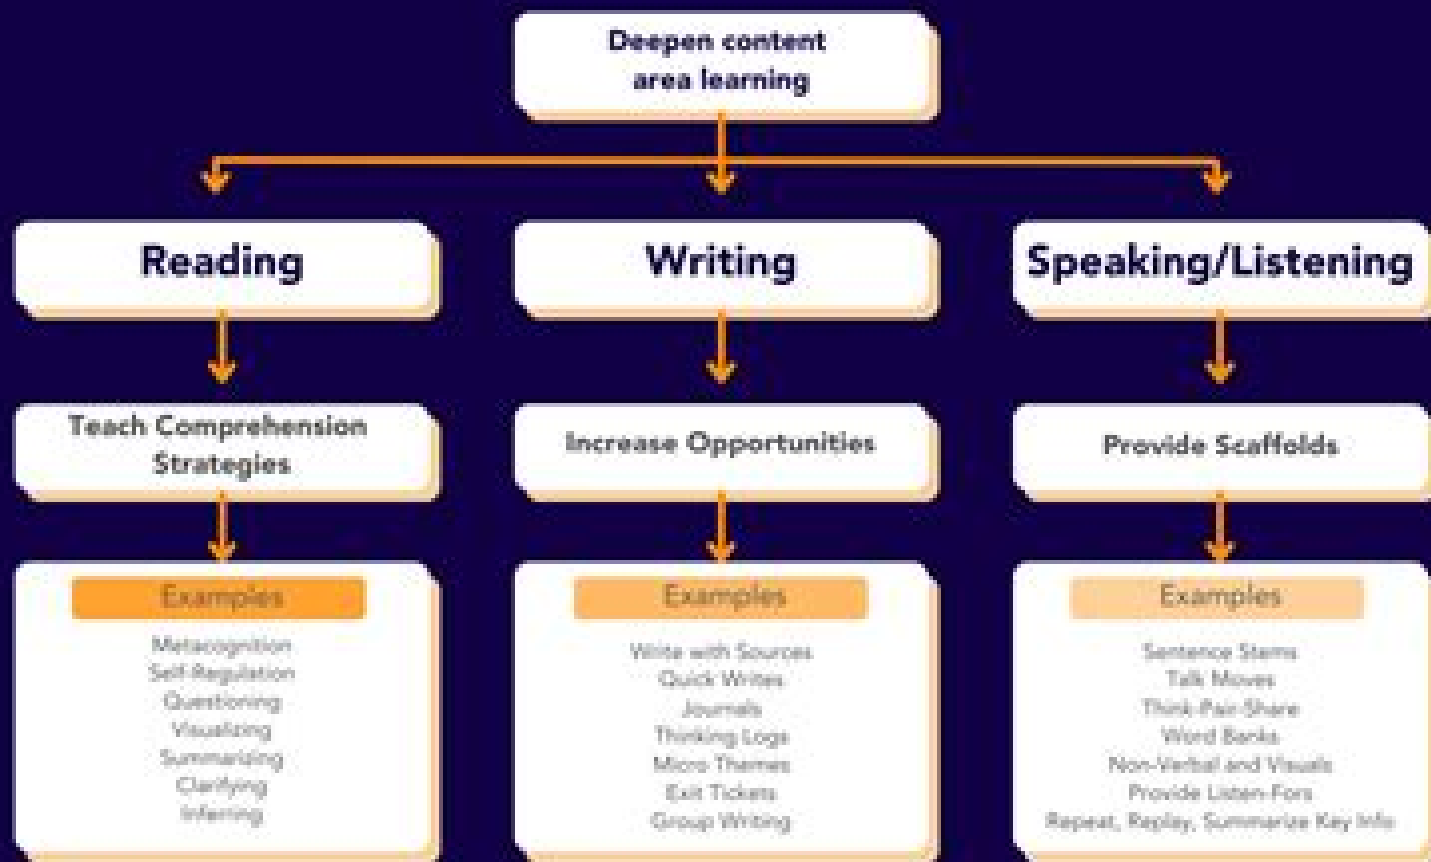 Deepen content
area learning
Reading
Writing
Speaking/Listening
Teach Comprehension
Strategies
Increase Opportunities
Provide Scaffolds
Examples
Metacognition
Self-Regulation
Questioning
Visualizing
Summarizing
Clarifying
Inferring
Examples
Write with Sources
Quick Writes
Journals
Thinking Logs
Micro Themes
Exit Tickets
Group Writing
Examples
Sentence Stems
Talk Moves
Think-Pair-Share
Word Banks
Non-Verbal and Visuals
Provide Listen-Fors
Repeat, Replay, Summarize Key Info